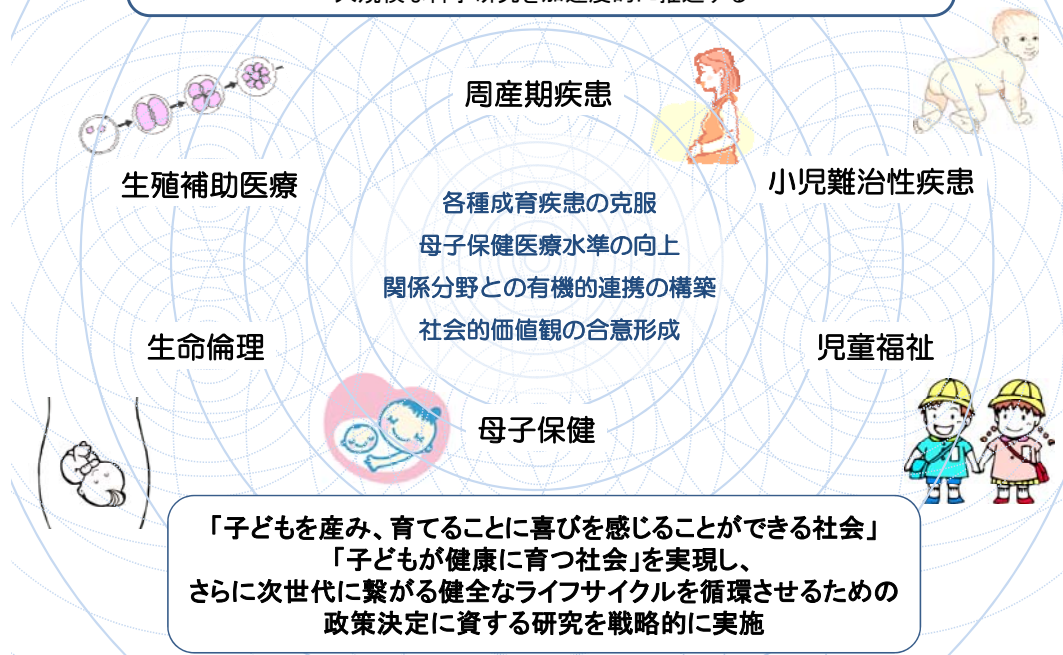 周産期疾患
生殖補助医療
小児難治性疾患
各種成育疾患の克服
母子保健医療水準の向上
関係分野との有機的連携の構築
社会的価値観の合意形成
生命倫理
児童福祉
母子保健
「子どもを産み、育てることに喜びを感じることができる社会」
「子どもが健康に育つ社会」を実現し、
さらに次世代に繋がる健全なライフサイクルを循環させるための
政策決定に資する研究を戦略的に実施